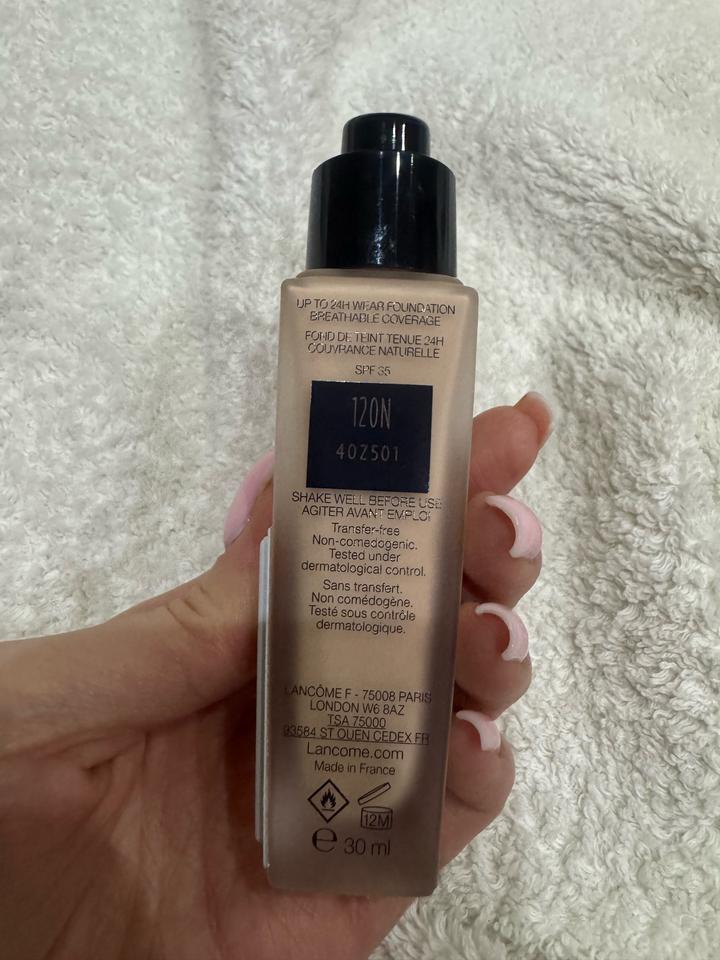 UP TO 24H WEAR FOUNDATION
BREATHABLE COVERAGE
FOND DE TEINT TENUE 24H
COUVRANCE NATURELLE
SPF 35
120N
40Z501
SHAKE WELL BEFORE USE
AGITER AVANT EMPLOI
Transfer-free
Non-comedogenic.
Tested under
dermatological control.
Sans transfert.
Non comédogène.
Testé sous contrôle
dermatologique.
LANCÔME F - 75008 PARIS
LONDON W6 8AZ
TSA 75000
93584 ST OUEN CEDEX FR
Lancome.com
Made in France
12M
e 30 ml